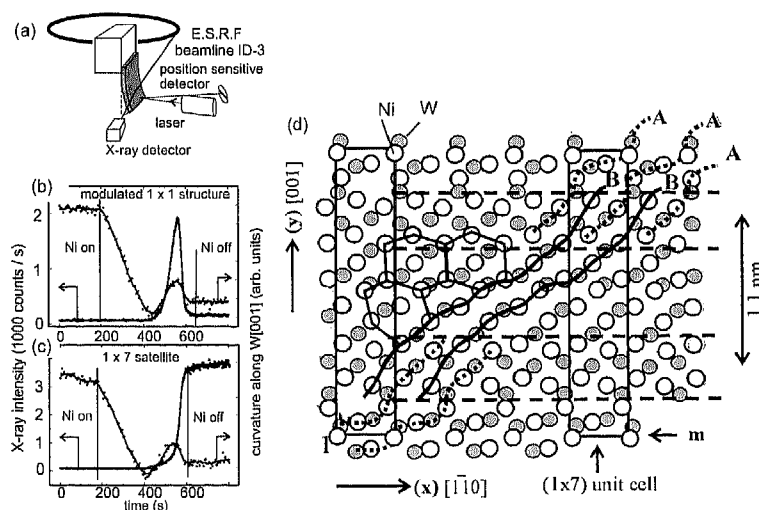 (a)
E.S.R.F
beamline ID-3
position sensitive
detector
laser
X-ray detector
(b)
modulated 1 x 1 structure
2
1
0
Ni on
Ni off
0 200 400 600
(c)
1 x 7 satellite
3
2
1
0
Ni on
Ni off
0 200 400 600
time (s)
X-ray intensity (1000 counts / s)
curvature along W[001] (arb. units)
(d)
Ni
W
A
A
A
B
B
(y) [001]
1.1 nm
1
m
(x) [11̅0]
(1x7) unit cell